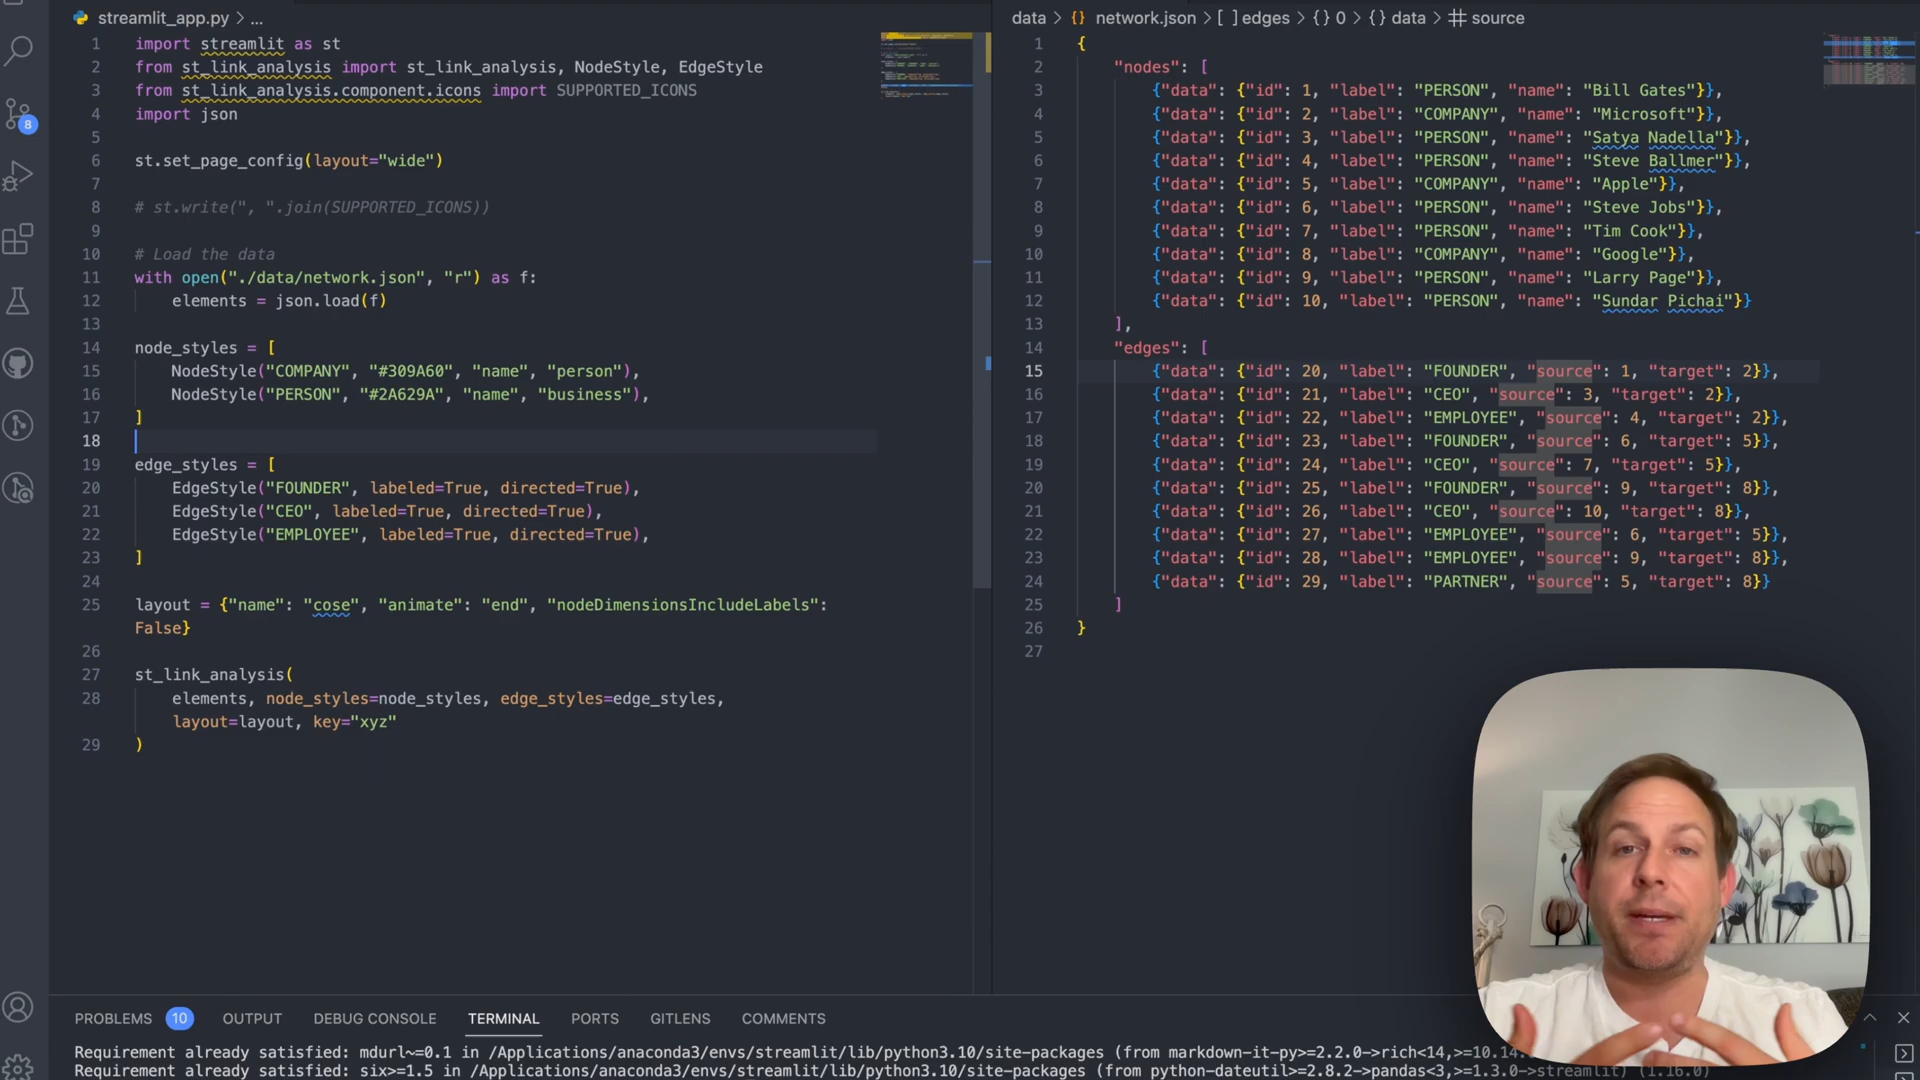 streamlit_app.py > ...
1 import streamlit as st
2 from st_link_analysis import st_link_analysis, NodeStyle, EdgeStyle
3 from st_link_analysis.component.icons import SUPPORTED_ICONS
4 import json
5
6 st.set_page_config(layout="wide")
7
8 # st.write(", ".join(SUPPORTED_ICONS))
9
10 # Load the data
11 with open("./data/network.json", "r") as f:
12 elements = json.load(f)
13
14 node_styles = [
15 NodeStyle("COMPANY", "#309A60", "name", "person"),
16 NodeStyle("PERSON", "#2A629A", "name", "business"),
17 ]
18
19 edge_styles = [
20 EdgeStyle("FOUNDER", labeled=True, directed=True),
21 EdgeStyle("CEO", labeled=True, directed=True),
22 EdgeStyle("EMPLOYEE", labeled=True, directed=True),
23 ]
24
25 layout = {"name": "cose", "animate": "end", "nodeDimensionsIncludeLabels":
False}
26
27 st_link_analysis(
28 elements, node_styles=node_styles, edge_styles=edge_styles,
layout=layout, key="xyz"
29 )
data > {} network.json > [ ] edges > {} 0 > {} data > # source
1 {
2 "nodes": [
3 {"data": {"id": 1, "label": "PERSON", "name": "Bill Gates"}},
4 {"data": {"id": 2, "label": "COMPANY", "name": "Microsoft"}},
5 {"data": {"id": 3, "label": "PERSON", "name": "Satya Nadella"}},
6 {"data": {"id": 4, "label": "PERSON", "name": "Steve Ballmer"}},
7 {"data": {"id": 5, "label": "COMPANY", "name": "Apple"}},
8 {"data": {"id": 6, "label": "PERSON", "name": "Steve Jobs"}},
9 {"data": {"id": 7, "label": "PERSON", "name": "Tim Cook"}},
10 {"data": {"id": 8, "label": "COMPANY", "name": "Google"}},
11 {"data": {"id": 9, "label": "PERSON", "name": "Larry Page"}},
12 {"data": {"id": 10, "label": "PERSON", "name": "Sundar Pichai"}}
13 ],
14 "edges": [
15 {"data": {"id": 20, "label": "FOUNDER", "source": 1, "target": 2}},
16 {"data": {"id": 21, "label": "CEO", "source": 3, "target": 2}},
17 {"data": {"id": 22, "label": "EMPLOYEE", "source": 4, "target": 2}},
18 {"data": {"id": 23, "label": "FOUNDER", "source": 6, "target": 5}},
19 {"data": {"id": 24, "label": "CEO", "source": 7, "target": 5}},
20 {"data": {"id": 25, "label": "FOUNDER", "source": 9, "target": 8}},
21 {"data": {"id": 26, "label": "CEO", "source": 10, "target": 8}},
22 {"data": {"id": 27, "label": "EMPLOYEE", "source": 6, "target": 5}},
23 {"data": {"id": 28, "label": "EMPLOYEE", "source": 9, "target": 8}},
24 {"data": {"id": 29, "label": "PARTNER", "source": 5, "target": 8}}
25 ]
26 }
27
8
PROBLEMS 10 OUTPUT DEBUG CONSOLE TERMINAL PORTS GITLENS COMMENTS
Requirement already satisfied: mdurl~=0.1 in /Applications/anaconda3/envs/streamlit/lib/python3.10/site-packages (from markdown-it-py>=2.2.0->rich<14,>=10.14.
Requirement already satisfied: six>=1.5 in /Applications/anaconda3/envs/streamlit/lib/python3.10/site-packages (from python-dateutil>=2.8.2->pandas<3,>=1.3.0->streamlit) (1.16.0)